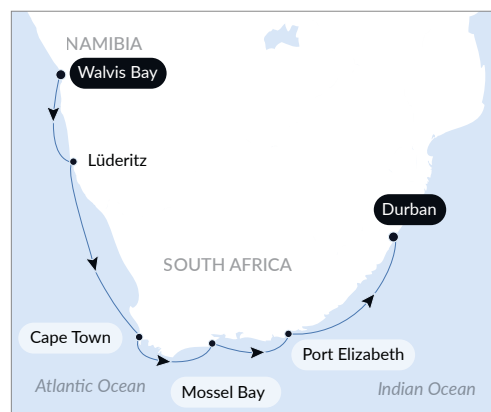 NAMIBIA
Walvis Bay
Lüderitz
Durban
SOUTH AFRICA
Cape Town
Port Elizabeth
Atlantic Ocean
Mossel Bay
Indian Ocean